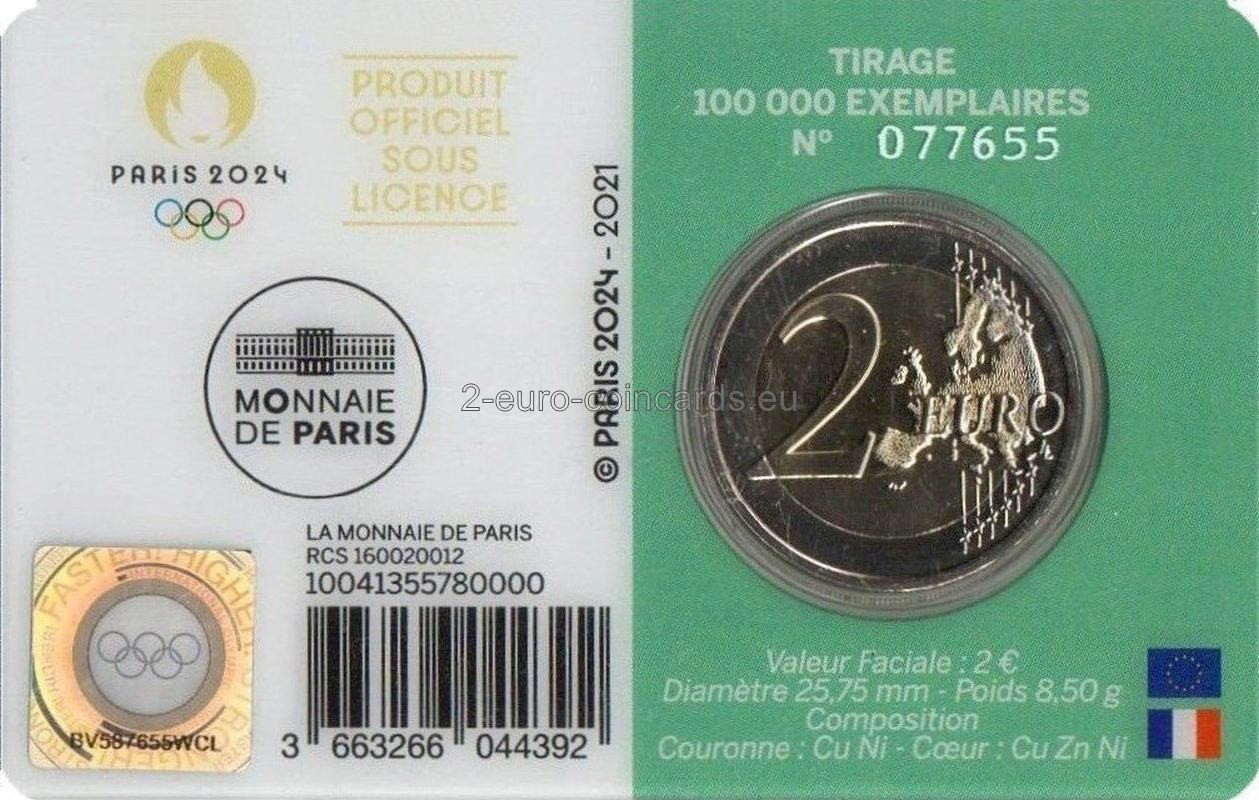 PARIS 2024
PRODUIT
OFFICIEL
SOUS
LICENCE
© PARIS 2024 - 2021
MONNAIE
DE PARIS
LA MONNAIE DE PARIS
RCS 160020012
10041355780000
3 663266 044392
FASTER! HIGHER! 
INTERNATIONAL
BV587655WCL
TIRAGE
100 000 EXEMPLAIRES
N° 077655
2 EURO
2-euro-coincards.eu
Valeur Faciale : 2 €
Diamètre 25,75 mm - Poids 8,50 g
Composition
Couronne : Cu Ni - Cœur : Cu Zn Ni